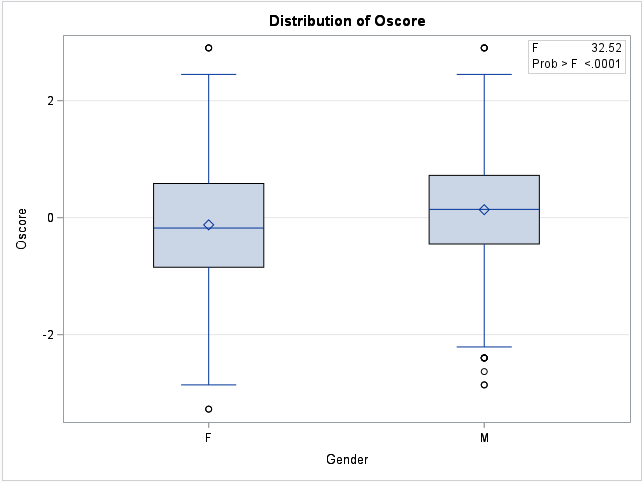 Distribution of Oscore
F 32.52
Prob > F <.0001
2
0
-2
Oscore
F M
Gender